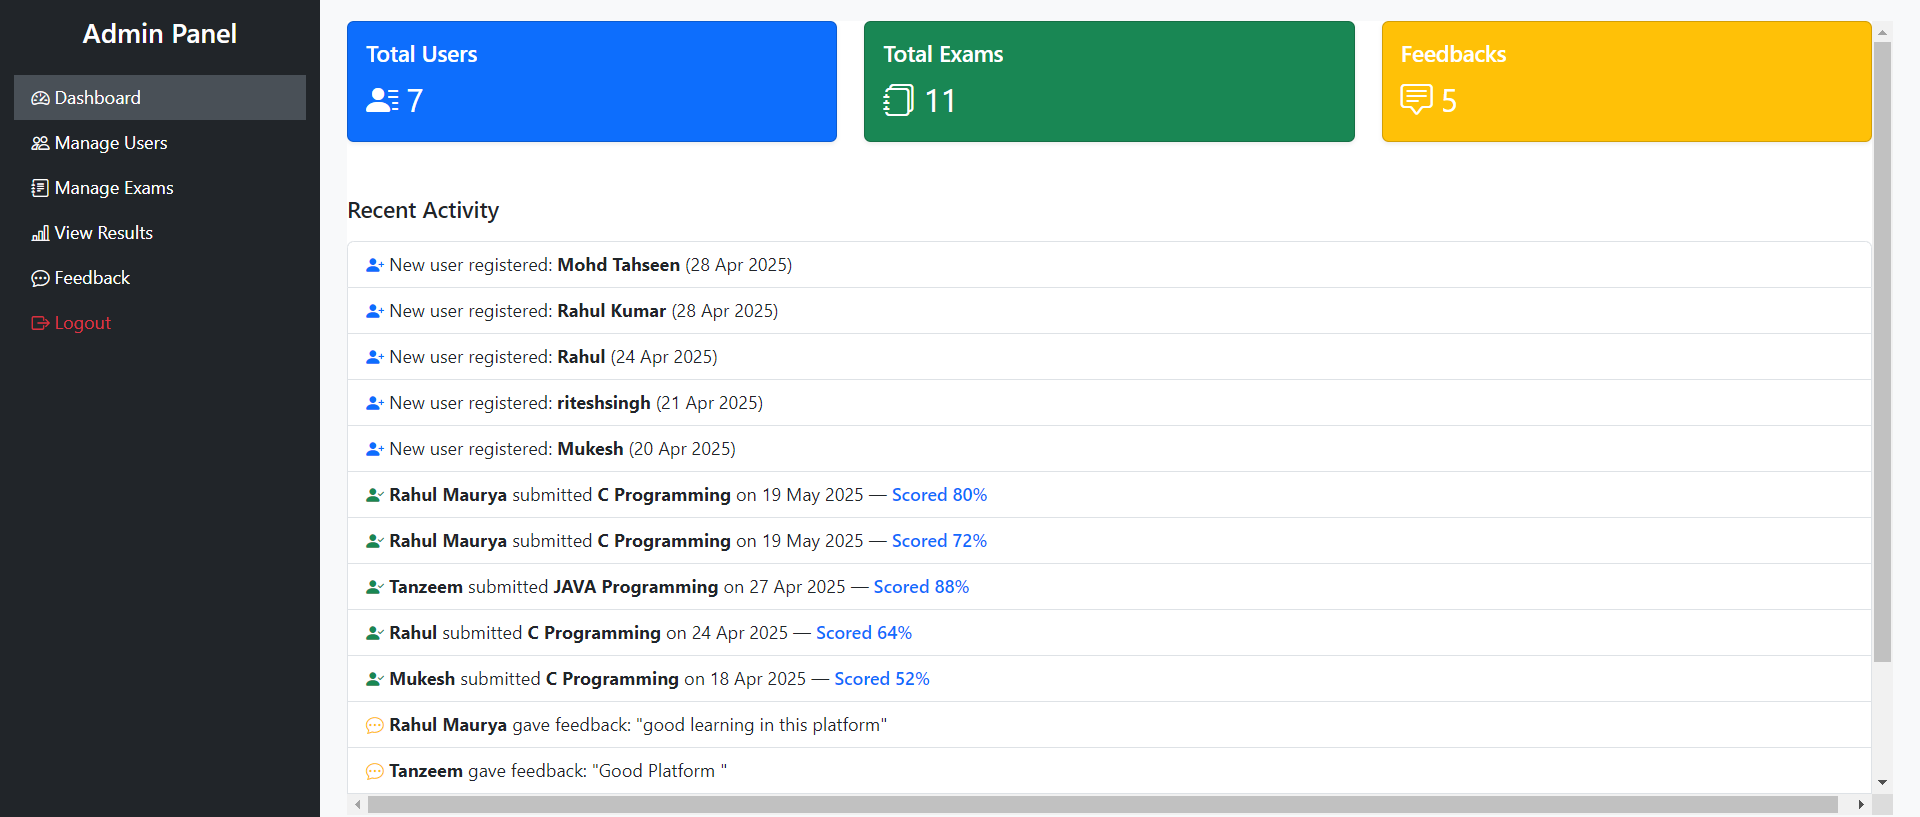 Admin Panel
Dashboard
Manage Users
Manage Exams
View Results
Feedback
Logout
Total Users
7
Total Exams
11
Feedbacks
5
Recent Activity
New user registered: Mohd Tahseen (28 Apr 2025)
New user registered: Rahul Kumar (28 Apr 2025)
New user registered: Rahul (24 Apr 2025)
New user registered: riteshsingh (21 Apr 2025)
New user registered: Mukesh (20 Apr 2025)
Rahul Maurya submitted C Programming on 19 May 2025 — Scored 80%
Rahul Maurya submitted C Programming on 19 May 2025 — Scored 72%
Tanzeem submitted JAVA Programming on 27 Apr 2025 — Scored 88%
Rahul submitted C Programming on 24 Apr 2025 — Scored 64%
Mukesh submitted C Programming on 18 Apr 2025 — Scored 52%
Rahul Maurya gave feedback: "good learning in this platform"
Tanzeem gave feedback: "Good Platform "